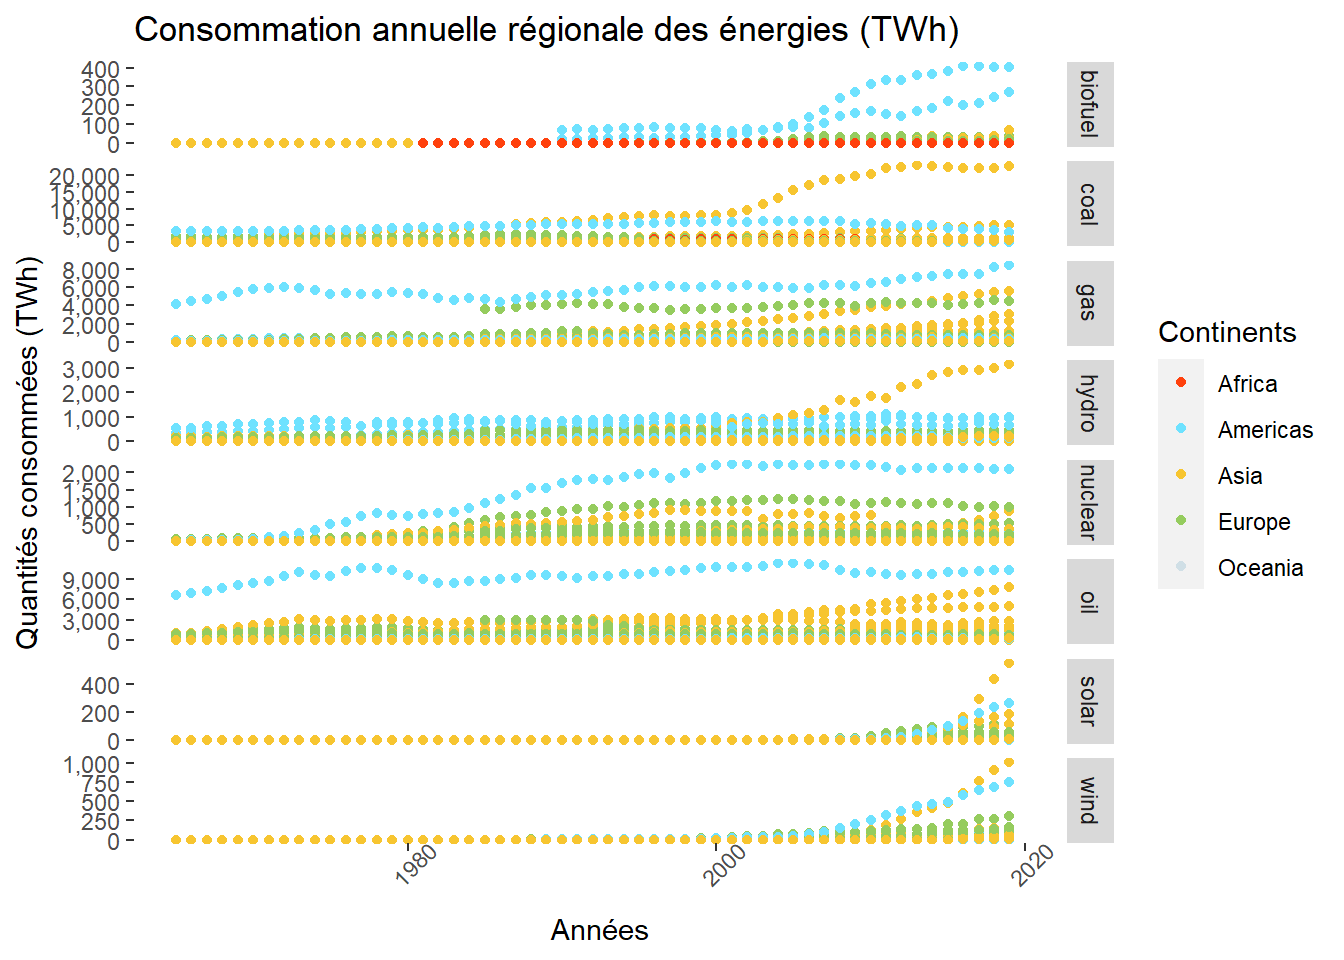 Consommation annuelle régionale des énergies (TWh)
Quantités consommées (TWh)
400
300
200
100
0
biofuel
20,000
15,000
10,000
5,000
0
coal
8,000
6,000
4,000
2,000
0
gas
3,000
2,000
1,000
0
hydro
2,000
1,500
1,000
500
0
nuclear
9,000
6,000
3,000
0
oil
400
200
0
solar
1,000
750
500
250
0
wind
1980
2000
2020
Années
Continents
Africa
Americas
Asia
Europe
Oceania